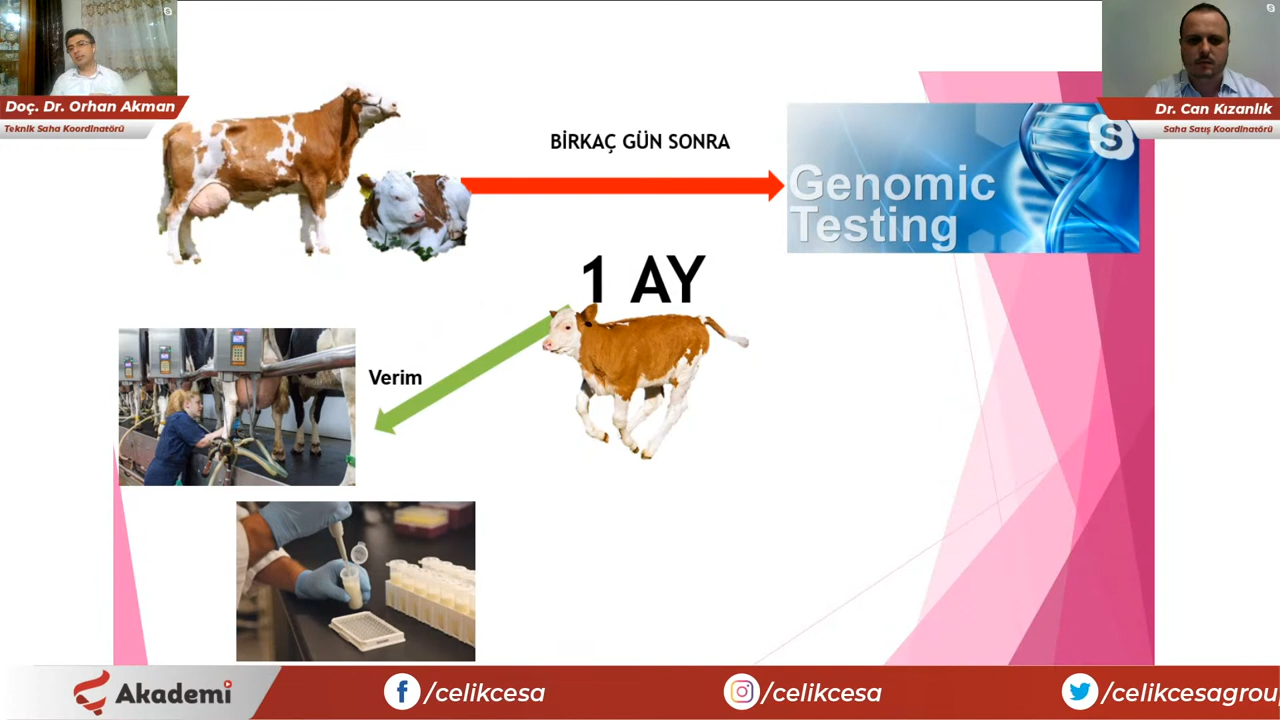 Doç. Dr. Orhan Akman
Teknik Saha Koordinatörü
Dr. Can Kızanlık
Saha Satış Koordinatörü
BİRKAÇ GÜN SONRA
Genomic
Testing
1 AY
Verim
Akademi
/celikcesa
/celikcesa
/celikcesagroup